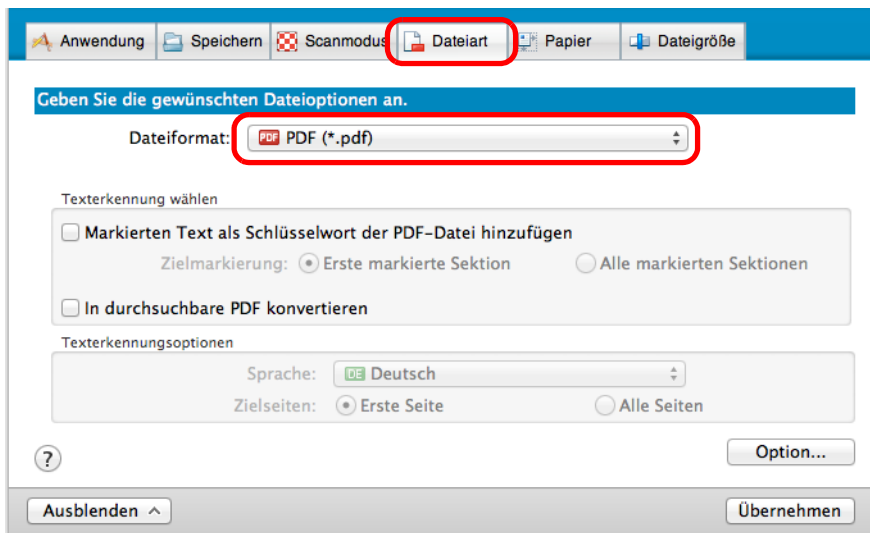 Anwendung Speichern Scanmodus Dateiart Papier Dateigröße
Geben Sie die gewünschten Dateioptionen an.
Dateiformat: PDF PDF (*.pdf)
Texterkennung wählen
Markierten Text als Schlüsselwort der PDF-Datei hinzufügen
Zielmarkierung: Erste markierte Sektion Alle markierten Sektionen
In durchsuchbare PDF konvertieren
Texterkennungsoptionen
Sprache: DE Deutsch
Zielseiten: Erste Seite Alle Seiten
? Option...
Ausblenden Übernehmen